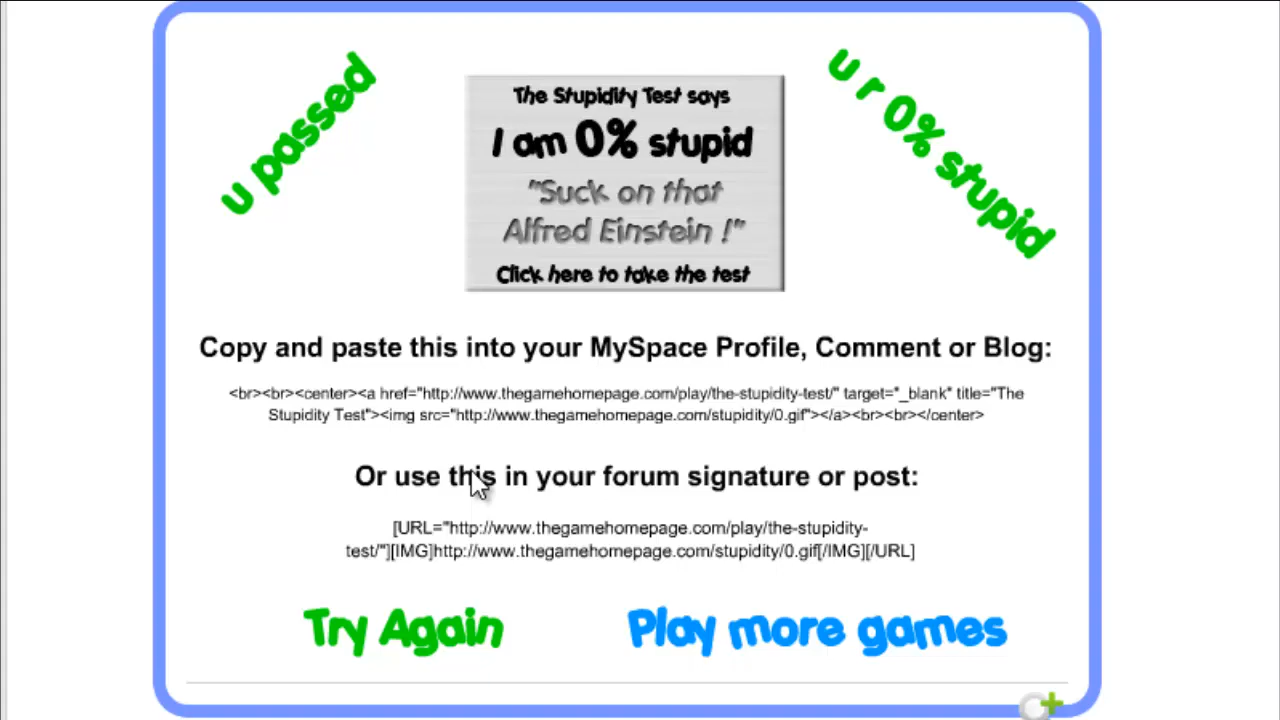 u passed
u r 0% stupid
The Stupidity Test says
I am 0% stupid
"Suck on that
Alfred Einstein !"
Click here to take the test
Copy and paste this into your MySpace Profile, Comment or Blog:
<br><br><center><a href="http://www.thegamehomepage.com/play/the-stupidity-test/" target="_blank" title="The
Stupidity Test"><img src="http://www.thegamehomepage.com/stupidity/0.gif"></a><br><br></center>
Or use this in your forum signature or post:
[URL="http://www.thegamehomepage.com/play/the-stupidity-
test/"][IMG]http://www.thegamehomepage.com/stupidity/0.gif[/IMG][/URL]
Try Again
Play more games